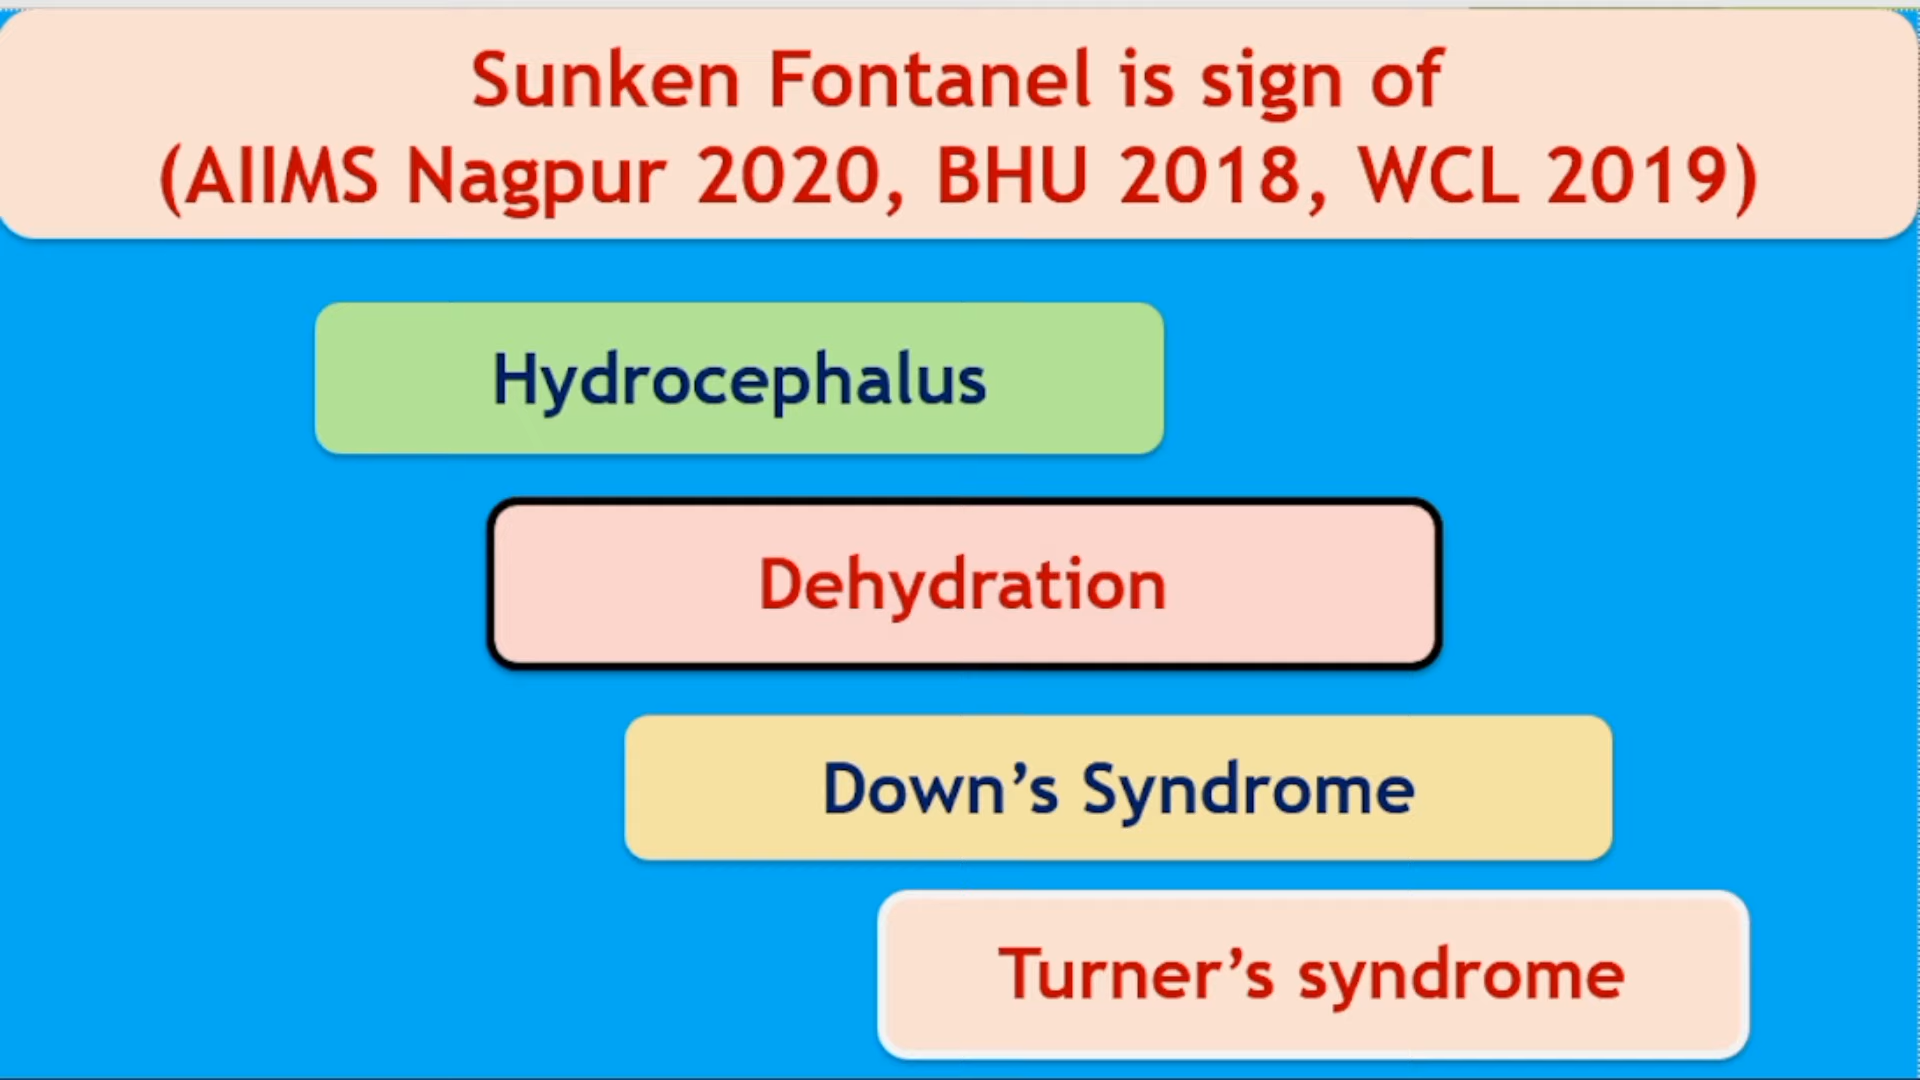 Sunken Fontanel is sign of
(AIIMS Nagpur 2020, BHU 2018, WCL 2019)
Hydrocephalus
Dehydration
Down’s Syndrome
Turner’s syndrome